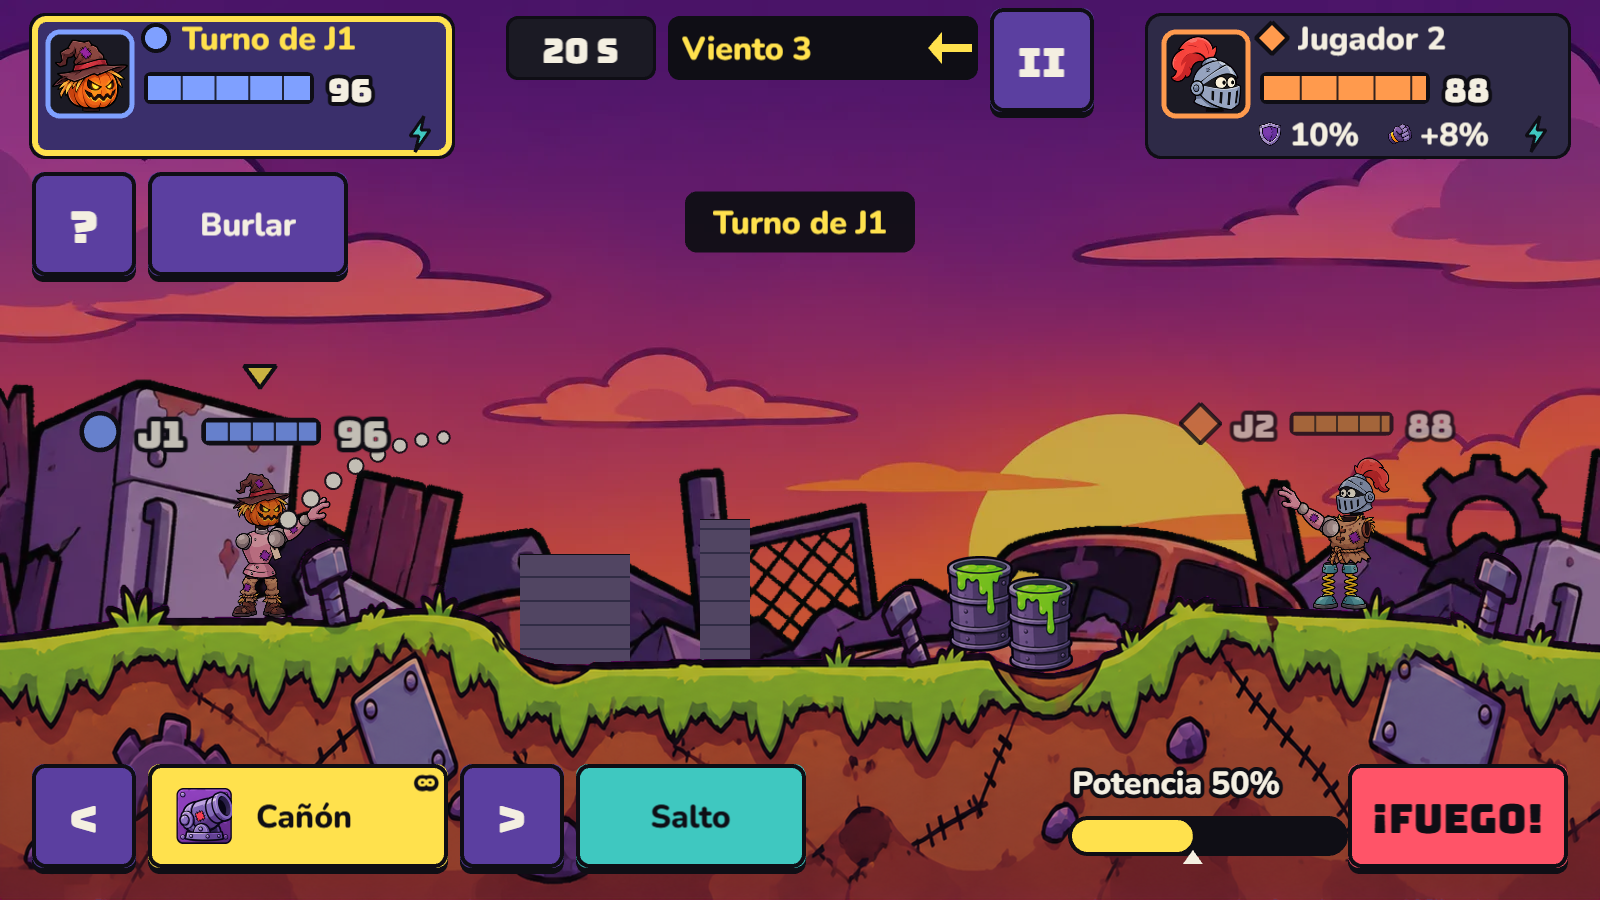 Turno de J1
96
20 S
Viento 3
II
Jugador 2
88
10%
+8%
?
Burlar
Turno de J1
J1
96
J2
88
<
Cañón
∞
>
Salto
Potencia 50%
¡FUEGO!